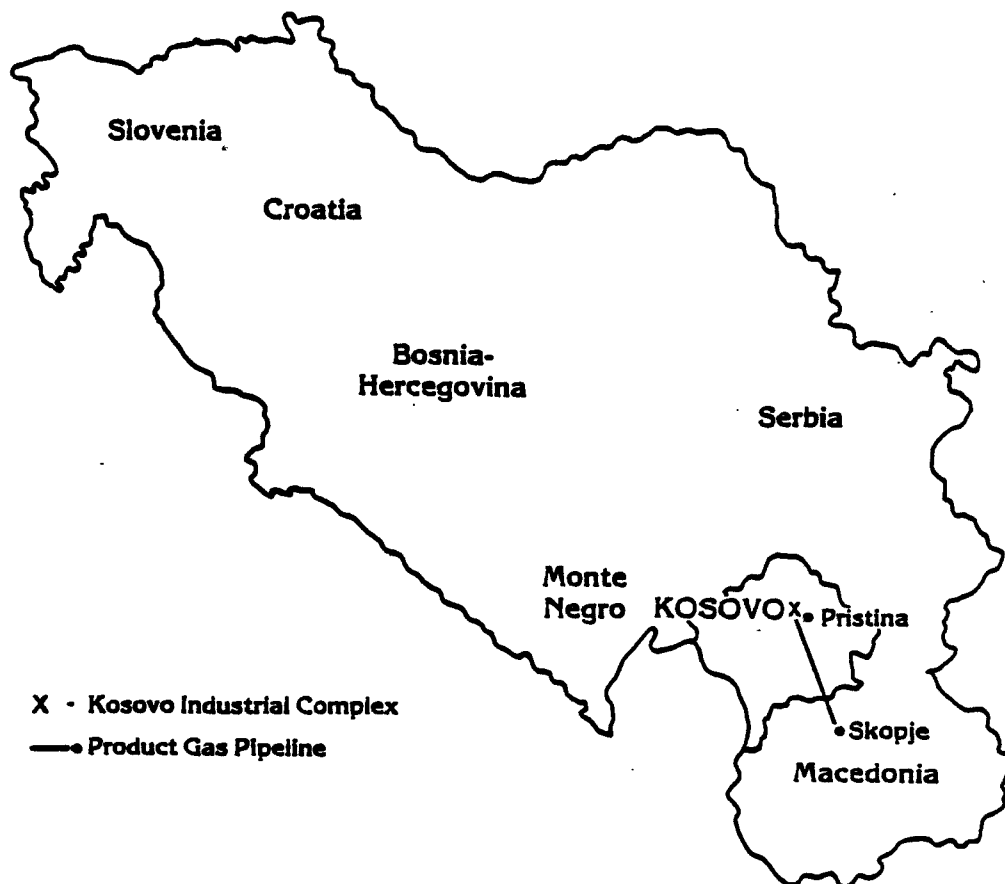 Slovenia
Croatia
Bosnia-
Hercegovina
Serbia
Monte
Negro
KOSOVO x
Pristina
X - Kosovo Industrial Complex
Product Gas Pipeline
Skopje
Macedonia